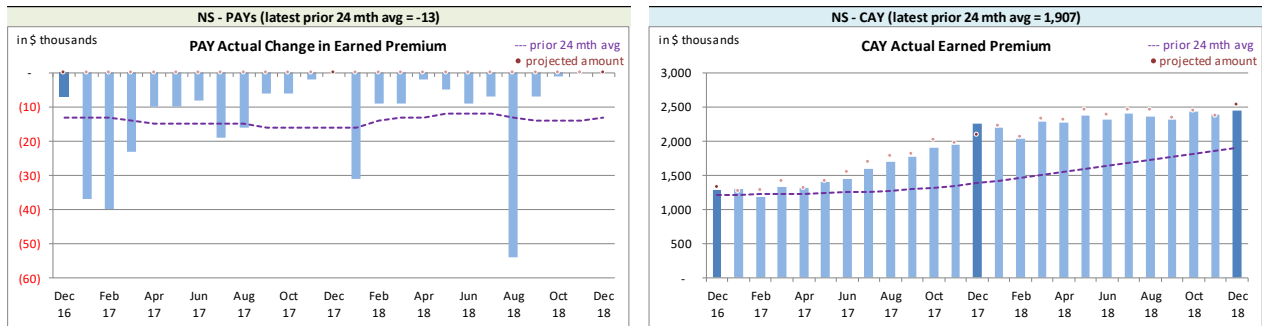 NS - PAYs (latest prior 24 mth avg = -13)
in $ thousands
PAY Actual Change in Earned Premium
--- prior 24 mth avg
• projected amount
-
(10)
(20)
(30)
(40)
(50)
(60)
Dec 16
Feb 17
Apr 17
Jun 17
Aug 17
Oct 17
Dec 17
Feb 18
Apr 18
Jun 18
Aug 18
Oct 18
Dec 18
NS - CAY (latest prior 24 mth avg = 1,907)
in $ thousands
CAY Actual Earned Premium
--- prior 24 mth avg
• projected amount
3,000
2,500
2,000
1,500
1,000
500
-
Dec 16
Feb 17
Apr 17
Jun 17
Aug 17
Oct 17
Dec 17
Feb 18
Apr 18
Jun 18
Aug 18
Oct 18
Dec 18